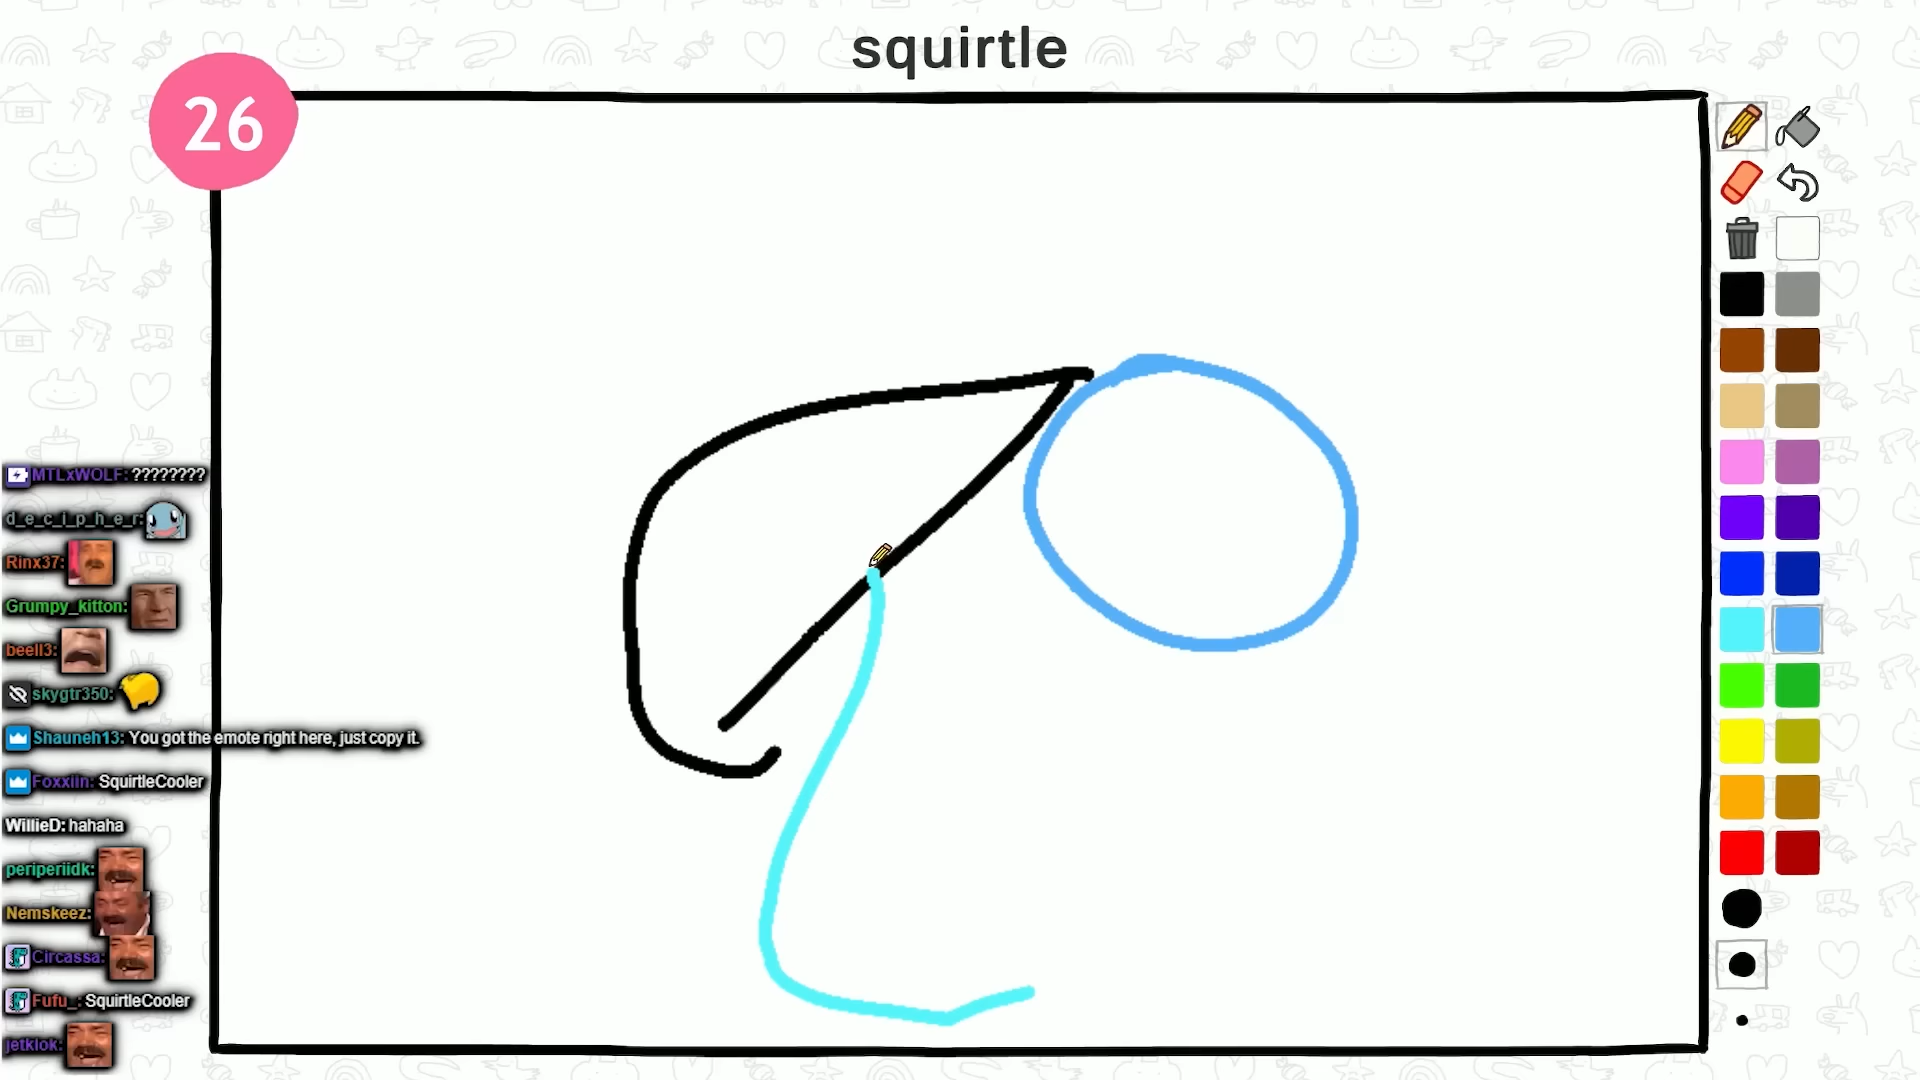 squirtle
26
MTLxWOLF: ????????
d_e_c_i_p_h_e_r:
Rinx37:
Grumpy_kitton:
beell3:
skygtr350:
Shauneh13: You got the emote right here, just copy it.
Foxxiin: SquirtleCooler
WillieD: hahaha
periperiidk:
Nemskeez:
Circassa:
Fufu_: SquirtleCooler
jetklok: